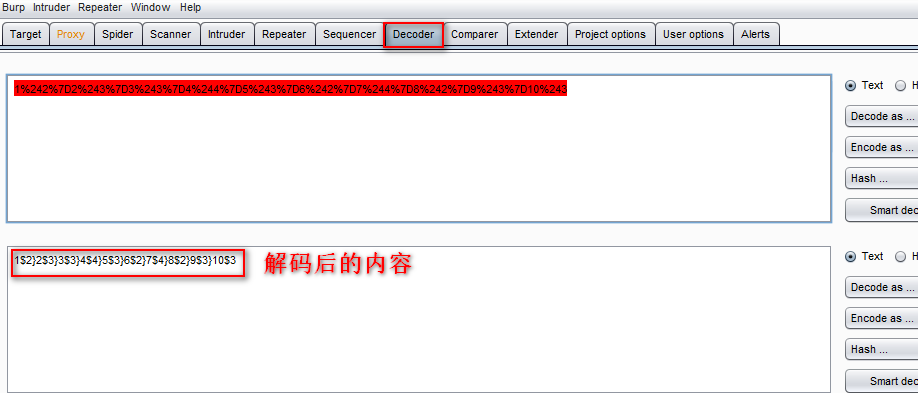 Burp Intruder Repeater Window Help
Target Proxy Spider Scanner Intruder Repeater Sequencer Decoder Comparer Extender Project options User options Alerts
1%242%7D2%243%7D3%243%7D4%244%7D5%243%7D6%242%7D7%244%7D8%242%7D9%243%7D10%243
Text H
Decode as ...
Encode as ...
Hash ...
Smart dec
1$2}2$3}3$3}4$4}5$3}6$2}7$4}8$2}9$3}10$3
解码后的内容
Text H
Decode as ...
Encode as ...
Hash ...
Smart dec